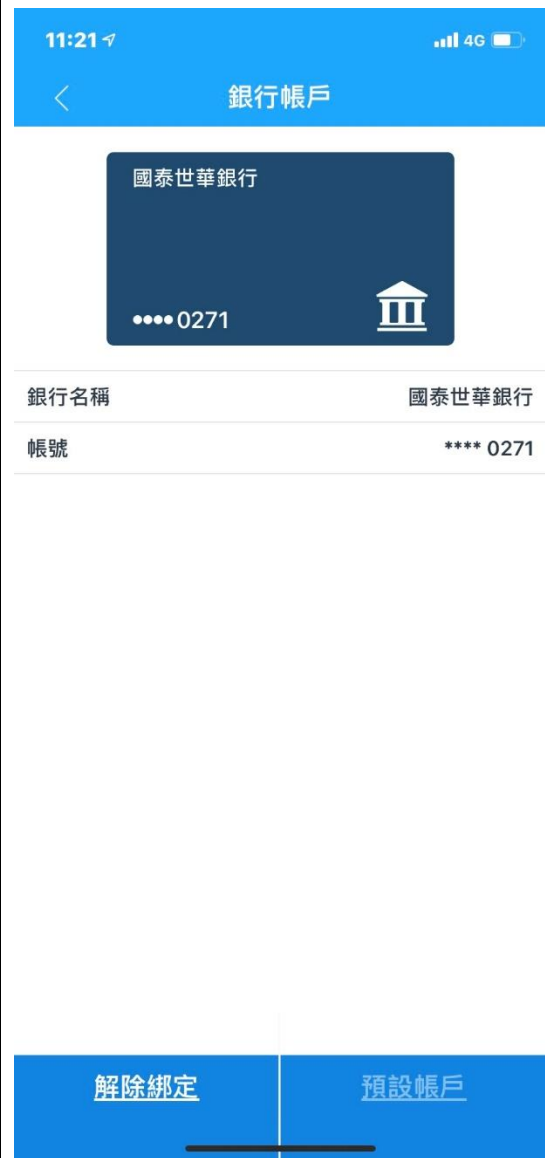 11:21
4G
銀行帳戶
國泰世華銀行
•••• 0271
銀行名稱 國泰世華銀行
帳號 **** 0271
解除綁定 預設帳戶